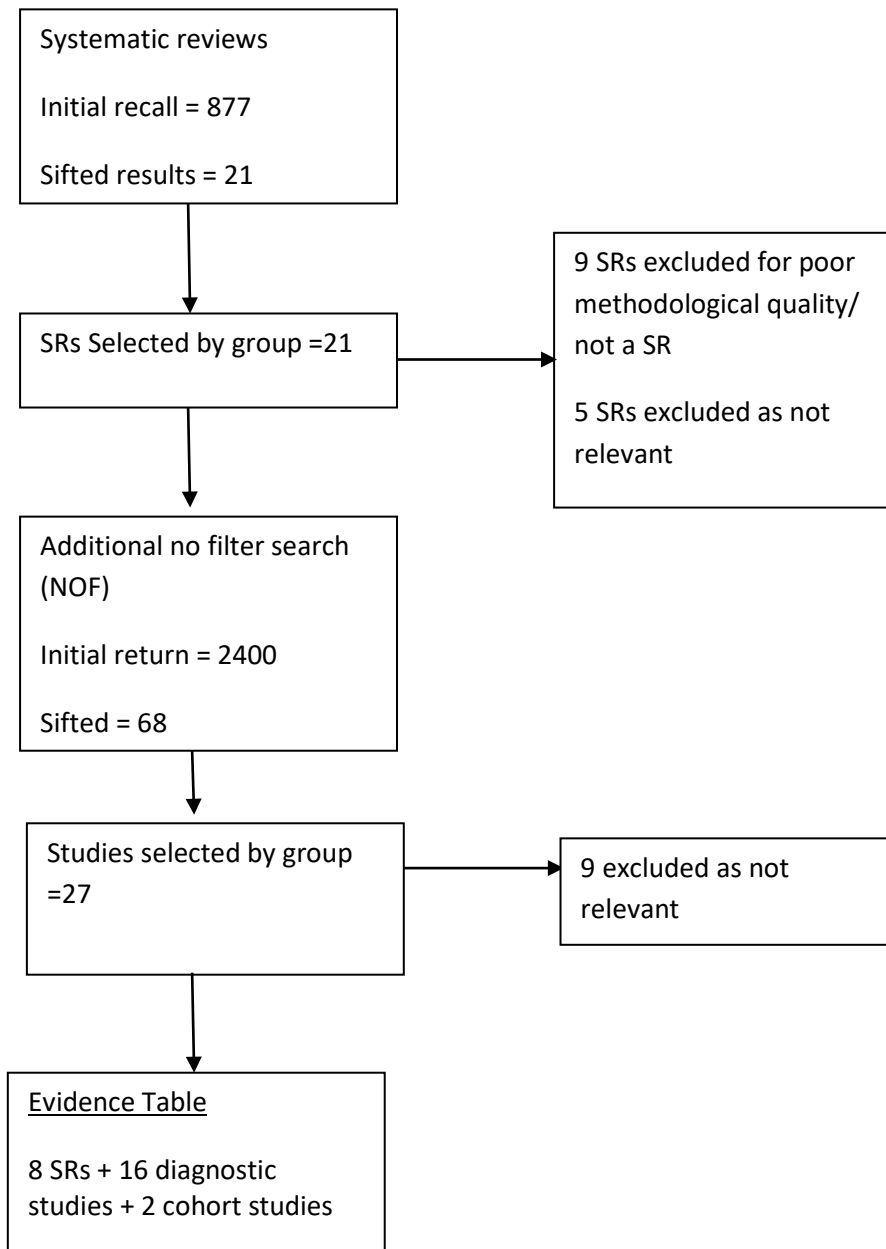 Systematic reviews
Initial recall = 877
Sifted results = 21
9 SRs excluded for poor
methodological quality/
not a SR
5 SRs excluded as not
relevant
SRs Selected by group =21
Additional no filter search
(NOF)
Initial return = 2400
Sifted = 68
Studies selected by group
=27
9 excluded as not
relevant
Evidence Table
8 SRs + 16 diagnostic
studies + 2 cohort studies